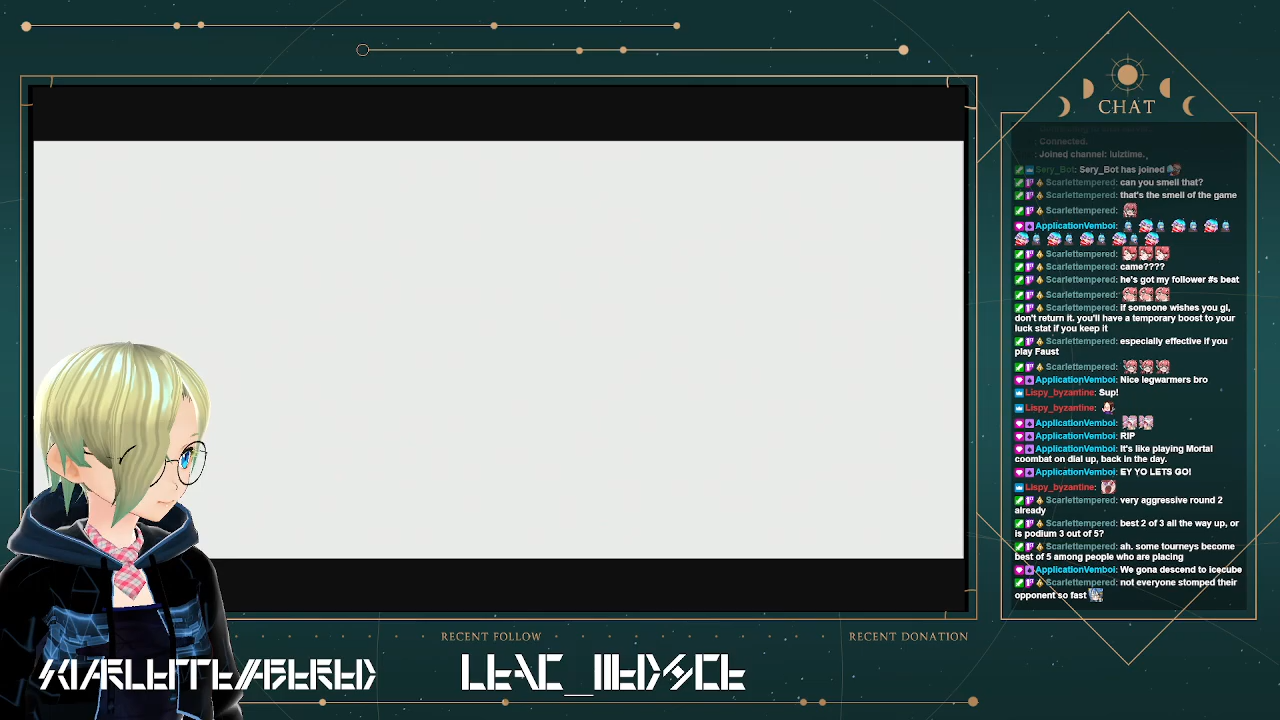 CHAT
: Connected.
: Joined channel: lulztime.
Sery_Bot: Sery_Bot has joined
Scarlettempered: can you smell that?
Scarlettempered: that's the smell of the game
Scarlettempered:
ApplicationVemboi:
Scarlettempered:
Scarlettempered: came????
Scarlettempered: he's got my follower #s beat
Scarlettempered:
Scarlettempered: if someone wishes you gl,
don't return it. you'll have a temporary boost to your
luck stat if you keep it
Scarlettempered: especially effective if you
play Faust
Scarlettempered:
ApplicationVemboi: Nice legwarmers bro
Lispy_byzantine: Sup!
Lispy_byzantine:
ApplicationVemboi:
ApplicationVemboi: RIP
ApplicationVemboi: It's like playing Mortal
coombat on dial up, back in the day.
ApplicationVemboi: EY YO LETS GO!
Lispy_byzantine:
Scarlettempered: very aggressive round 2
already
Scarlettempered: best 2 of 3 all the way up, or
is podium 3 out of 5?
Scarlettempered: ah. some tourneys become
best of 5 among people who are placing
ApplicationVemboi: We gona descend to icecube
Scarlettempered: not everyone stomped their
opponent so fast
RECENT FOLLOW
RECENT DONATION